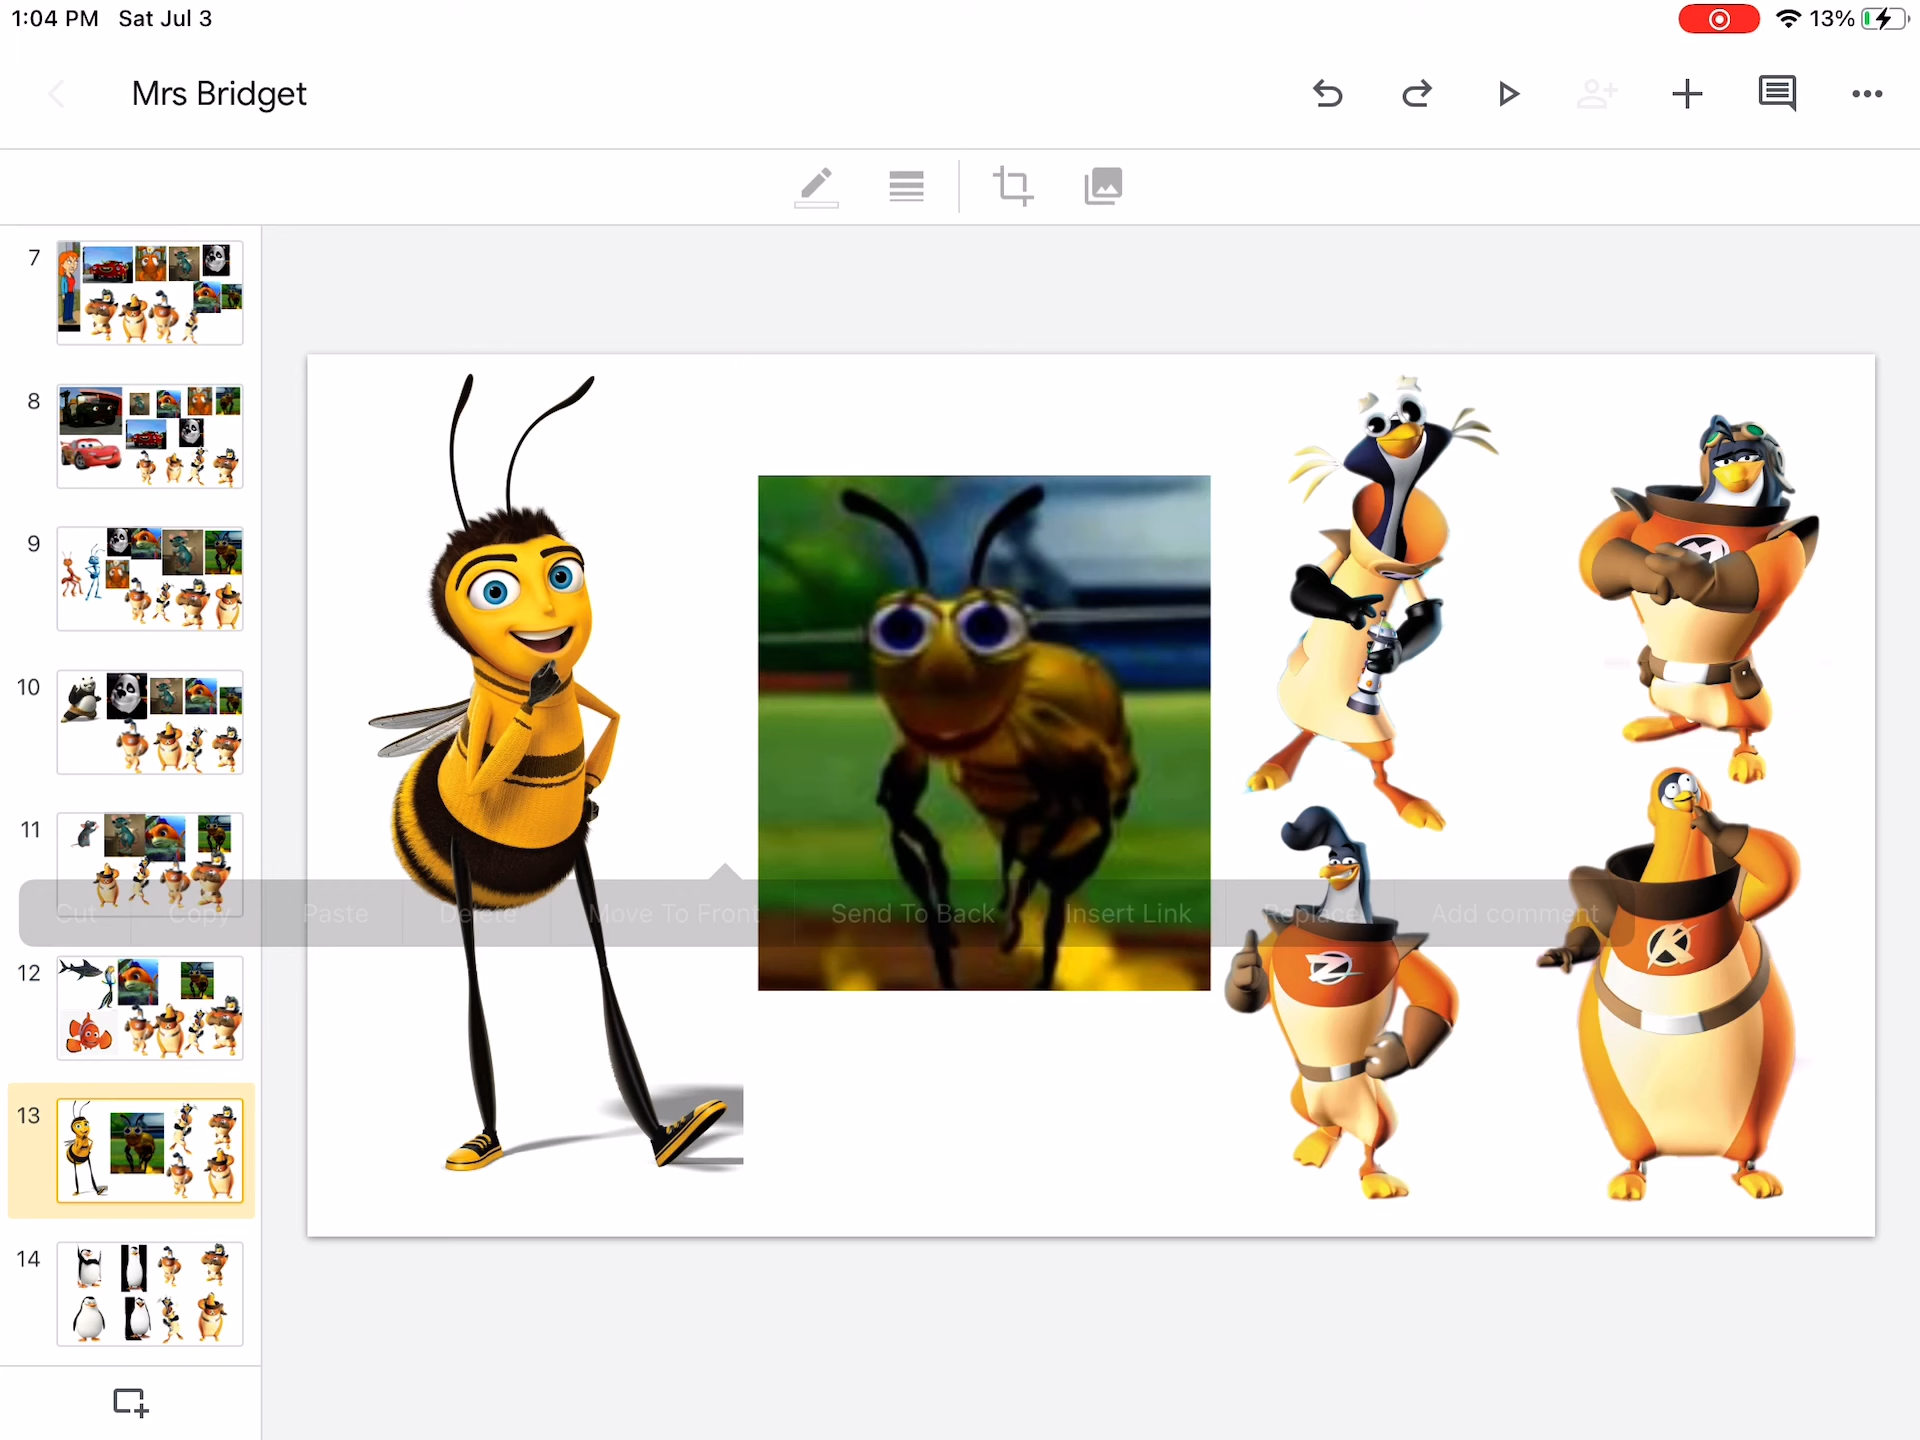 1:04 PM Sat Jul 3
13%
Mrs Bridget
7
8
9
10
11
12
13
14
Cut Copy Paste Delete Move To Front Send To Back Insert Link Replace Add comment
M
Z
K